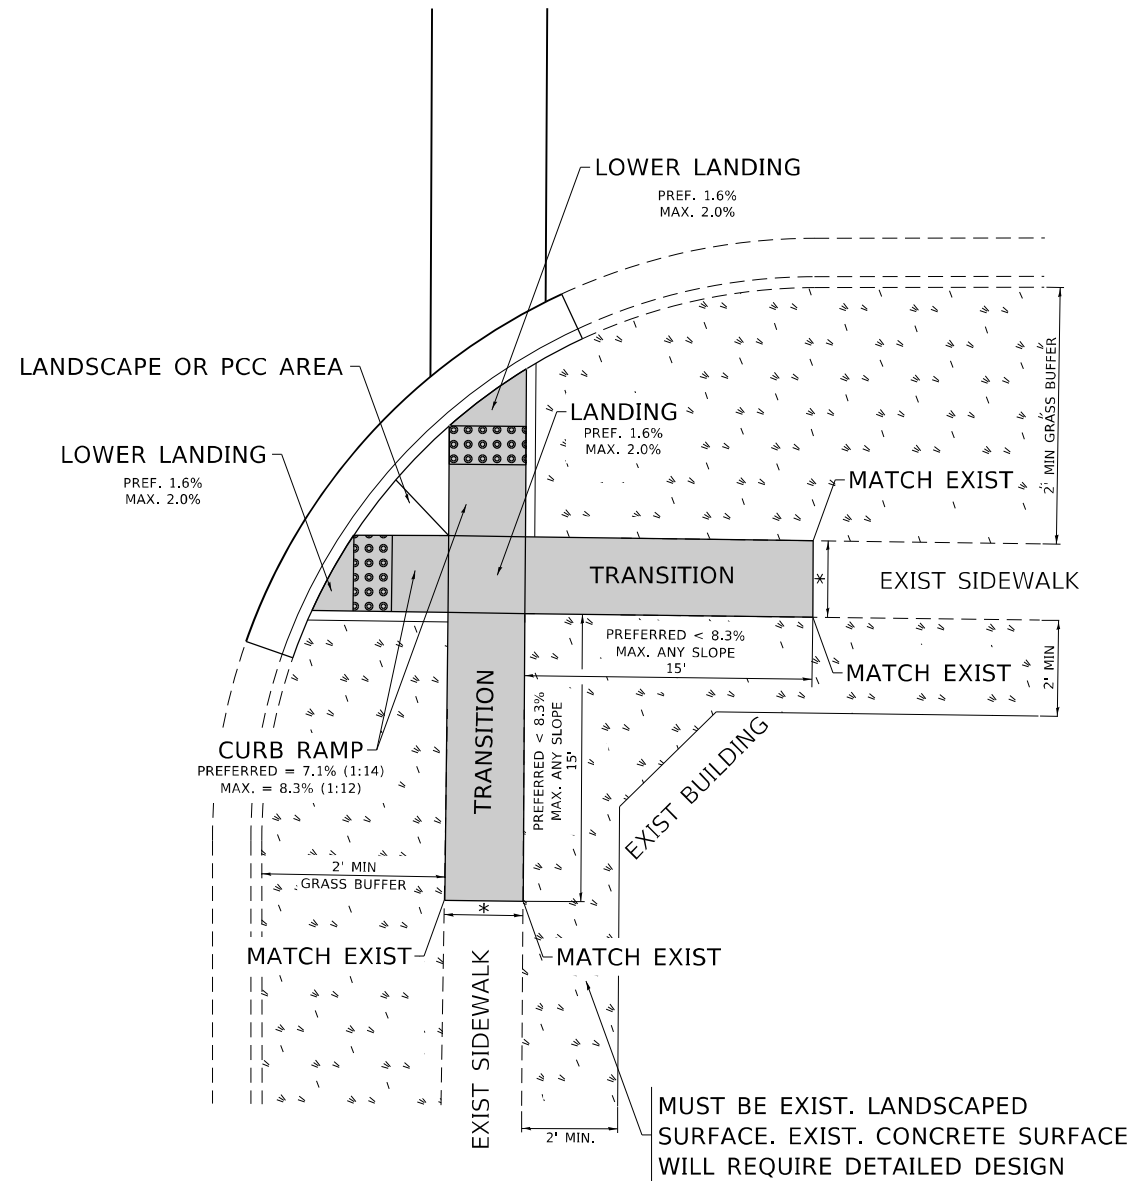 LOWER LANDING
PREF. 1.6%
MAX. 2.0%
LANDSCAPE OR PCC AREA
LANDING
PREF. 1.6%
MAX. 2.0%
LOWER LANDING
PREF. 1.6%
MAX. 2.0%
2' MIN GRASS BUFFER
MATCH EXIST
TRANSITION
*
EXIST SIDEWALK
PREFERRED < 8.3%
MAX. ANY SLOPE
15'
MATCH EXIST
2' MIN
TRANSITION
PREFERRED < 8.3%
MAX. ANY SLOPE
15'
CURB RAMP
PREFERRED = 7.1% (1:14)
MAX. = 8.3% (1:12)
EXIST BUILDING
2' MIN
GRASS BUFFER
*
MATCH EXIST
MATCH EXIST
EXIST SIDEWALK
2' MIN.
MUST BE EXIST. LANDSCAPED
SURFACE. EXIST. CONCRETE SURFACE
WILL REQUIRE DETAILED DESIGN